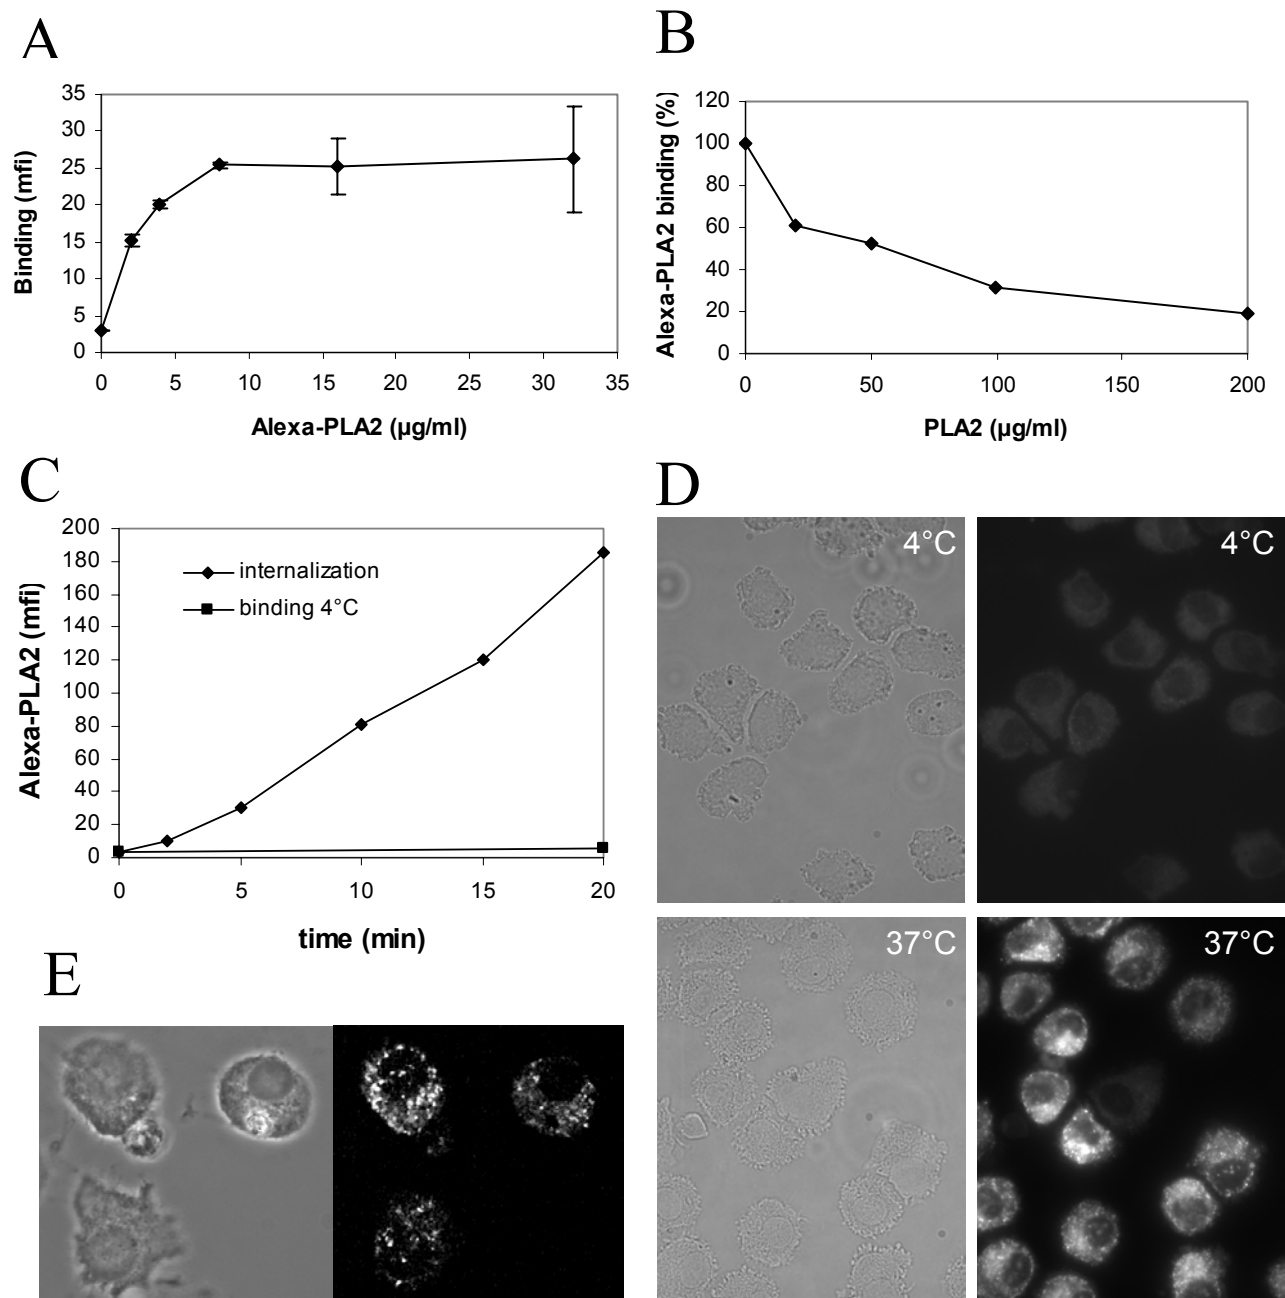 A
35
30
25
20
15
10
5
0
Binding (mfi)
0 5 10 15 20 25 30 35
Alexa-PLA2 (µg/ml)
B
120
100
80
60
40
20
0
Alexa-PLA2 binding (%)
0 50 100 150 200
PLA2 (µg/ml)
C
200
180
160
140
120
100
80
60
40
20
0
Alexa-PLA2 (mfi)
internalization
binding 4°C
0 5 10 15 20
time (min)
D
4°C
4°C
37°C
37°C
E